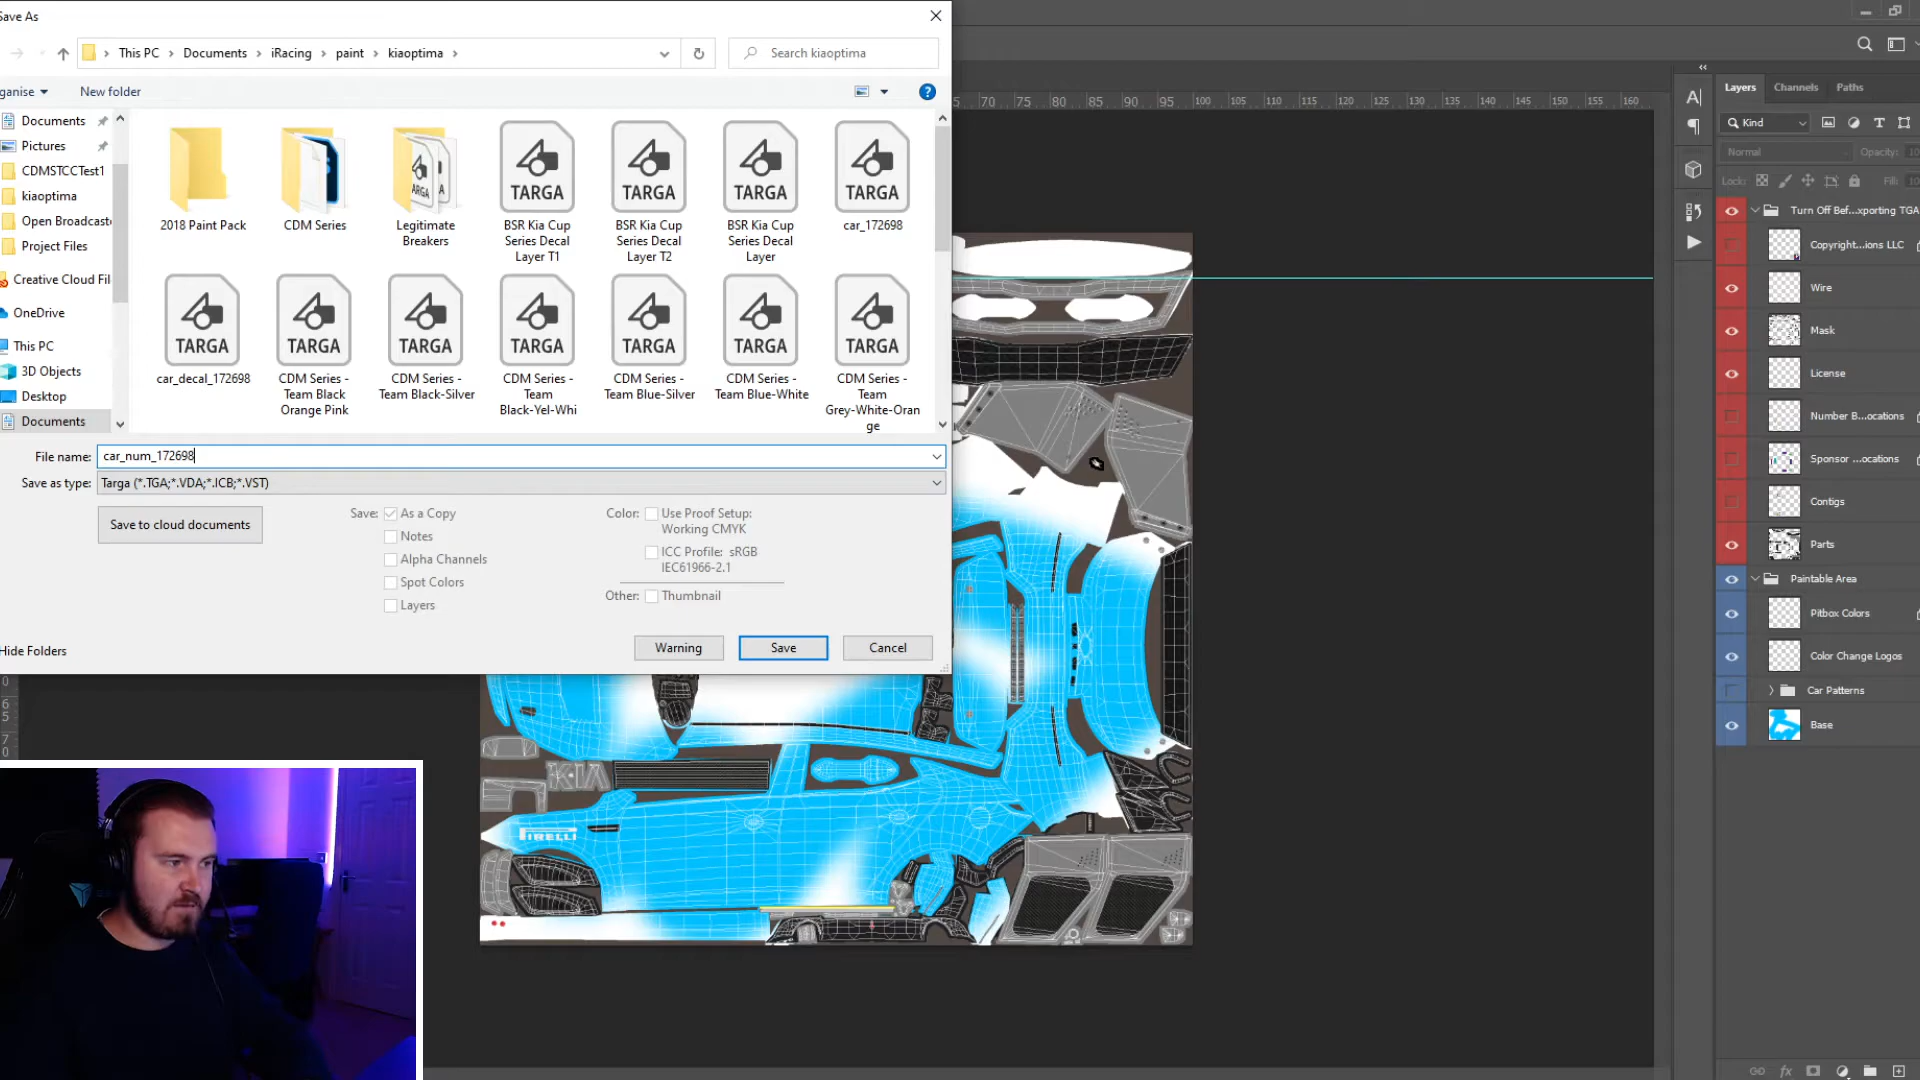 Save As
This PC > Documents > iRacing > paint > kiaoptima >
Search kiaoptima
ganise
New folder
Documents
Pictures
CDMSTCCTest1
kiaoptima
Open Broadcast
Project Files
Creative Cloud Fil
OneDrive
This PC
3D Objects
Desktop
Documents
2018 Paint Pack
CDM Series
Legitimate
Breakers
TARGA
BSR Kia Cup
Series Decal
Layer T1
TARGA
BSR Kia Cup
Series Decal
Layer T2
TARGA
BSR Kia Cup
Series Decal
Layer
TARGA
car_172698
TARGA
car_decal_172698
TARGA
CDM Series -
Team Black
Orange Pink
TARGA
CDM Series -
Team Black-Silver
TARGA
CDM Series -
Team
Black-Yel-Whi
TARGA
CDM Series -
Team Blue-Silver
TARGA
CDM Series -
Team Blue-White
TARGA
CDM Series -
Team
Grey-White-Oran
ge
File name: car_num_172698
Save as type: Targa (*.TGA;*.VDA;*.ICB;*.VST)
Save to cloud documents
Save: As a Copy
Notes
Alpha Channels
Spot Colors
Layers
Color: Use Proof Setup:
Working CMYK
ICC Profile: sRGB
IEC61966-2.1
Other: Thumbnail
Warning
Save
Cancel
Hide Folders
70 75 80 85 90 95 100 105 110 115 120 125 130 135 140 145 150 155 160
Layers
Channels
Paths
Kind
Normal
Opacity:
Lock:
Fill:
Turn Off Bef...xporting TGA
Copyright...ions LLC
Wire
Mask
License
Number B...ocations
Sponsor ...ocations
Contigs
Parts
Paintable Area
Pitbox Colors
Color Change Logos
Car Patterns
Base
KIA
PIRELLI